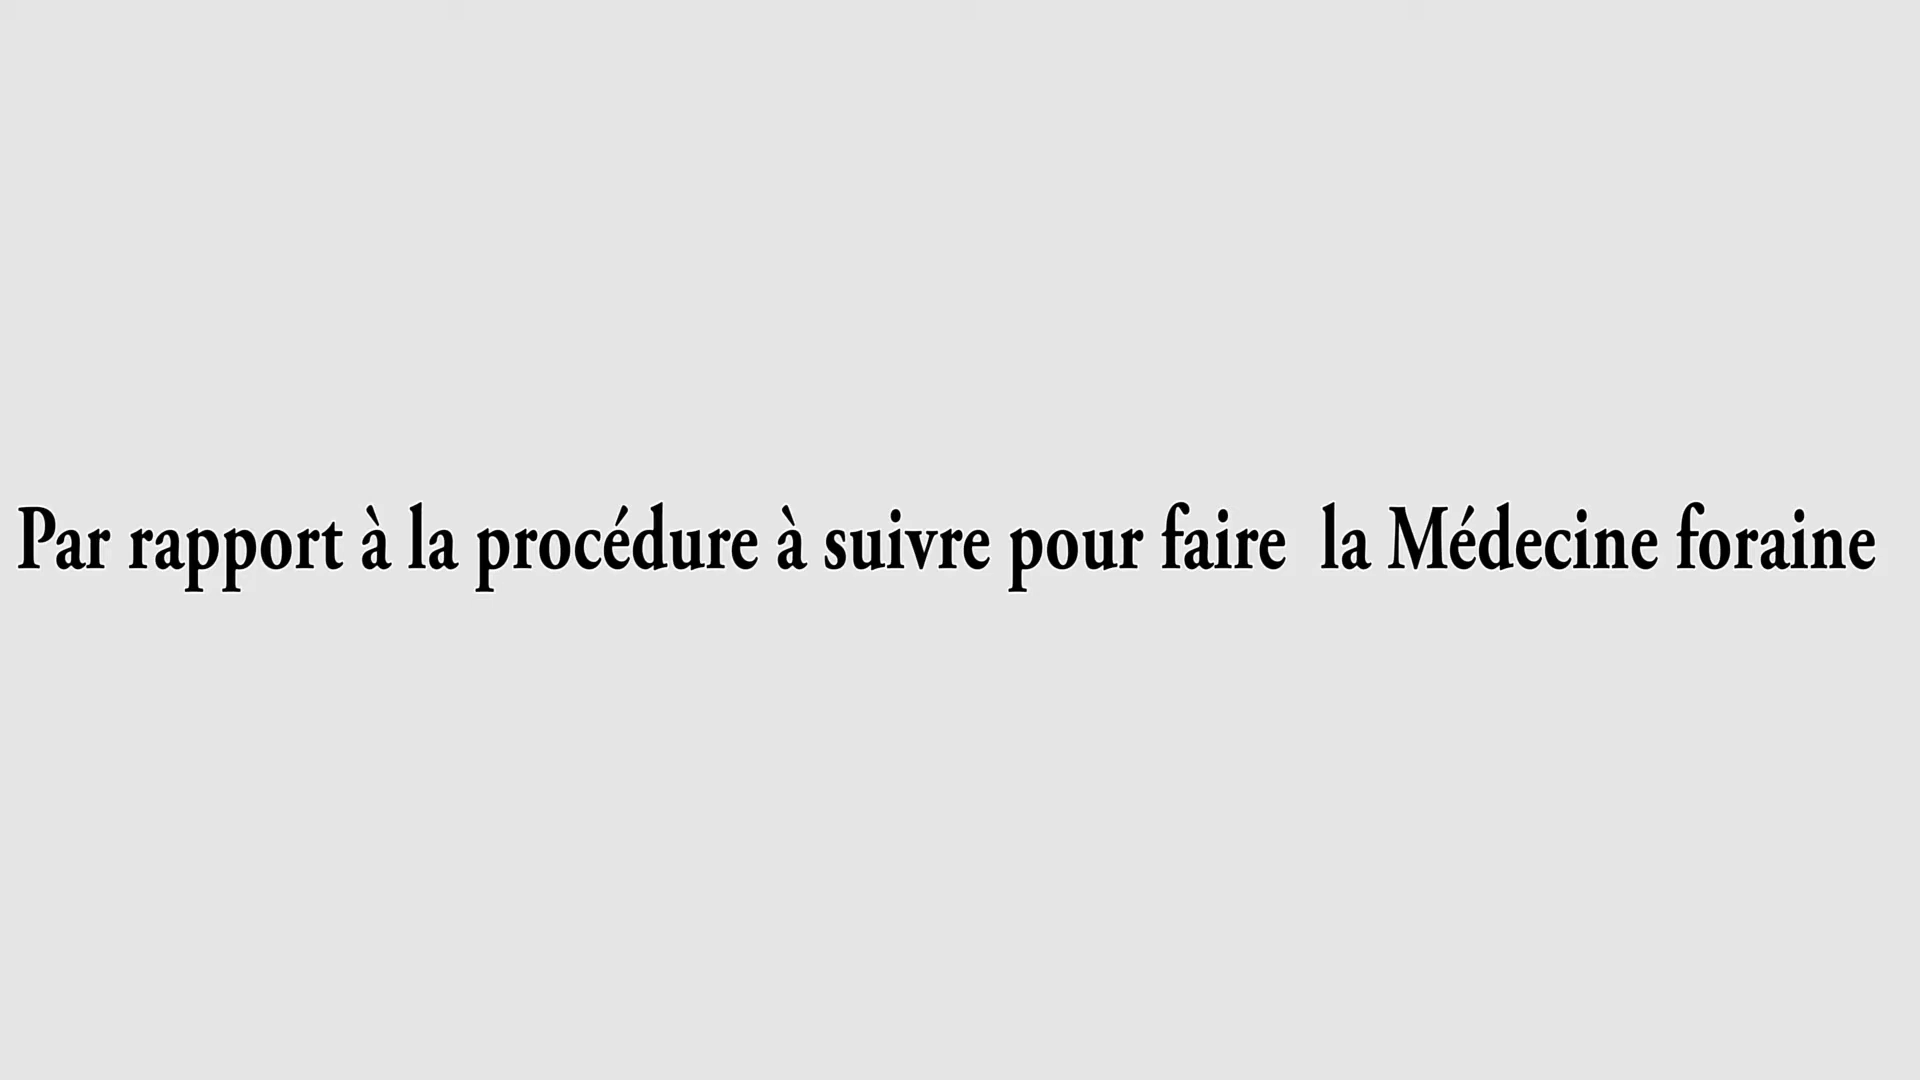 Par rapport à la procédure à suivre pour faire  la Médecine foraine